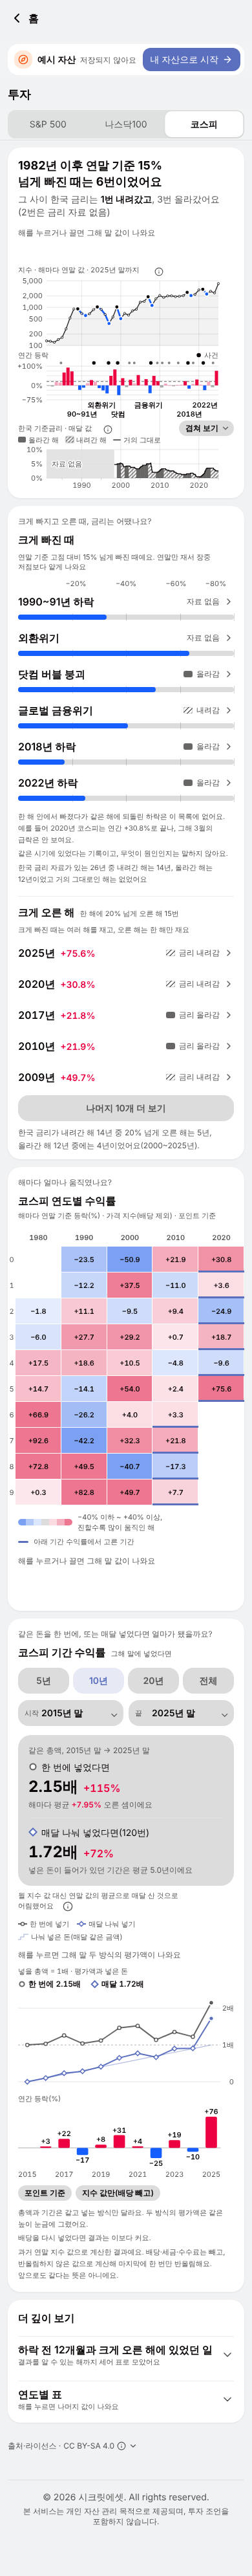 홈
예시 자산 저장되지 않아요
내 자산으로 시작
투자
S&P 500
나스닥100
코스피
1982년 이후 연말 기준 15%
넘게 빠진 때는 6번이었어요
그 사이 한국 금리는 1번 내려갔고, 3번 올라갔어요
(2번은 금리 자료 없음)
해를 누르거나 끌면 그해 말 값이 나와요
지수 · 해마다 연말 값 · 2025년 말까지
5,000
2,000
1,000
500
200
100
연간 등락
사건
+100%
0%
−75%
외환위기 금융위기 2022년
90~91년 닷컴 2018년
한국 기준금리 · 매달 값
겹쳐 보기
올라간 해 내려간 해 거의 그대로
10%
5%
0%
자료 없음
1990 2000 2010 2020
크게 빠지고 오른 때, 금리는 어땠나요?
크게 빠진 때
연말 기준 고점 대비 15% 넘게 빠진 때예요. 연말만 재서 장중
저점보다 얕게 나와요
−20% −40% −60% −80%
1990~91년 하락 자료 없음
외환위기 자료 없음
닷컴 버블 붕괴 올라감
글로벌 금융위기 내려감
2018년 하락 올라감
2022년 하락 올라감
한 해 안에서 빠졌다가 같은 해에 되돌린 하락은 이 목록에 없어요.
예를 들어 2020년 코스피는 연간 +30.8%로 끝나, 그해 3월의
급락은 안 보여요.
같은 시기에 있었다는 기록이고, 무엇이 원인인지는 말하지 않아요.
한국 금리 자료가 있는 26년 중 내려간 해는 14년, 올라간 해는
12년이었고 거의 그대로인 해는 없었어요
크게 오른 해 한 해에 20% 넘게 오른 해 15번
크게 빠진 때는 여러 해를 재고, 오른 해는 한 해만 재요
2025년 +75.6% 금리 내려감
2020년 +30.8% 금리 내려감
2017년 +21.8% 금리 올라감
2010년 +21.9% 금리 올라감
2009년 +49.7% 금리 내려감
나머지 10개 더 보기
한국 금리가 내려간 해 14년 중 20% 넘게 오른 해는 5년,
올라간 해 12년 중에는 4년이었어요(2000~2025년).
해마다 얼마나 움직였나요?
코스피 연도별 수익률
해마다 연말 기준 등락(%) · 가격 지수(배당 제외) · 포인트 기준
1980 1990 2000 2010 2020
0 −23.5 −50.9 +21.9 +30.8
1 −12.2 +37.5 −11.0 +3.6
2 −1.8 +11.1 −9.5 +9.4 −24.9
3 −6.0 +27.7 +29.2 +0.7 +18.7
4 +17.5 +18.6 +10.5 −4.8 −9.6
5 +14.7 −14.1 +54.0 +2.4 +75.6
6 +66.9 −26.2 +4.0 +3.3
7 +92.6 −42.2 +32.3 +21.8
8 +72.8 +49.5 −40.7 −17.3
9 +0.3 +82.8 +49.7 +7.7
−40% 이하 ~ +40% 이상,
진할수록 많이 움직인 해
아래 기간 수익률에서 고른 기간
해를 누르거나 끌면 그해 말 값이 나와요
같은 돈을 한 번에, 또는 매달 나눠 넣었다면 얼마가 됐을까요?
코스피 기간 수익률 그해 말에 넣었다면
5년
10년
20년
전체
시작 2015년 말
끝 2025년 말
같은 총액, 2015년 말 → 2025년 말
한 번에 넣었다면
2.15배 +115%
해마다 평균 +7.95% 오른 셈이에요
매달 나눠 넣었다면(120번)
1.72배 +72%
넣은 돈이 들어가 있던 기간은 평균 5.0년이에요
월 지수 값 대신 연말 값의 평균으로 매달 산 것으로
어림했어요
한 번에 넣기 매달 나눠 넣기
나눠 넣은 돈(매달 같은 금액)
해를 누르면 그해 말 두 방식의 평가액이 나와요
넣을 총액 = 1배 · 평가액과 넣은 돈
한 번에 2.15배 매달 1.72배
2배
1배
0
연간 등락(%)
+3 +22 −17 +8 +31 +4 −25 +19 −10 +76
2015 2017 2019 2021 2023 2025
포인트 기준
지수 값만(배당 빼고)
총액과 기간은 같고 넣는 방식만 달라요. 두 방식의 평가액은 같은
높이 눈금에 그렸어요.
배당을 다시 넣었다면 결과는 이보다 커요.
과거 연말 지수 값으로 계산한 결과예요. 배당·세금·수수료는 빼고,
반올림하지 않은 값으로 계산해 마지막에 한 번만 반올림해요.
앞으로도 같다는 뜻은 아니에요.
더 깊이 보기
하락 전 12개월과 크게 오른 해에 있었던 일
결과를 알 수 있는 해까지 세어 표로 모았어요
연도별 표
해를 누르면 나머지 값이 나와요
출처·라이선스 · CC BY-SA 4.0
© 2026 시크릿에셋. All rights reserved.
본 서비스는 개인 자산 관리 목적으로 제공되며, 투자 조언을
포함하지 않습니다.